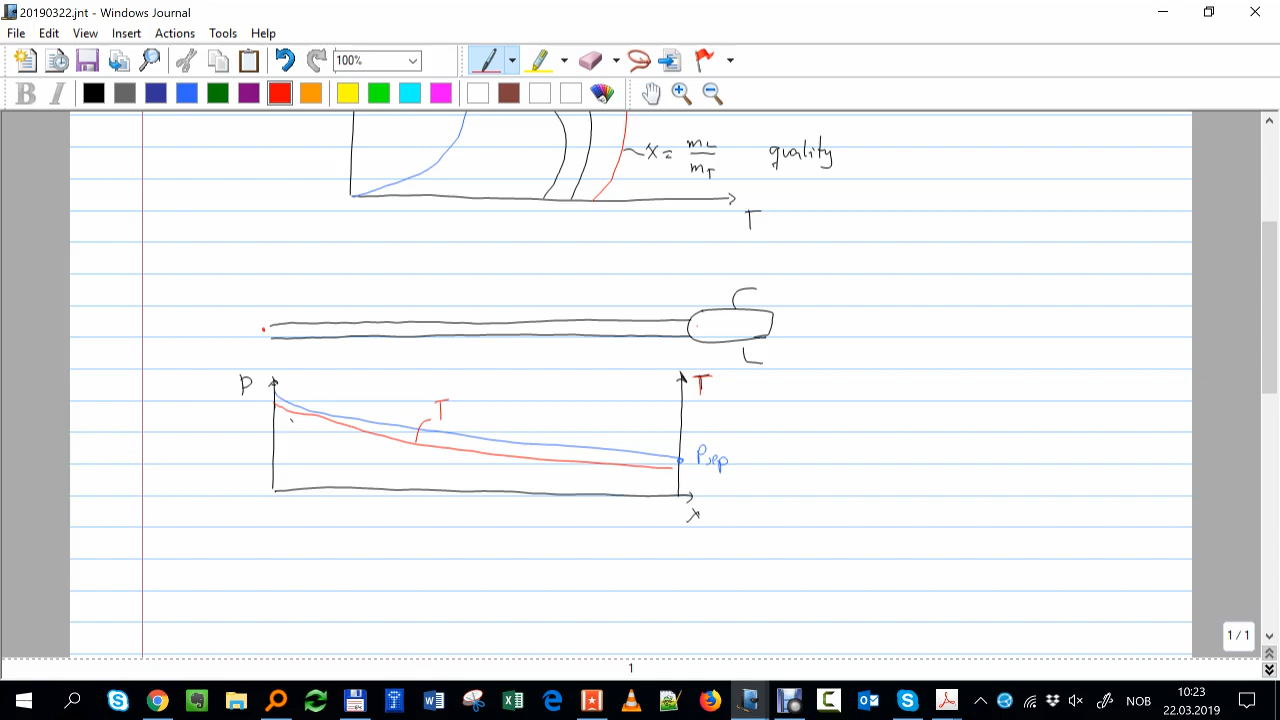 20190322.jnt - Windows Journal
File Edit View Insert Actions Tools Help
100%
B I
x = mL / mT quality
T
G
L
P
T
T
Psep
x
1 / 1
1
NOB
10:23
22.03.2019